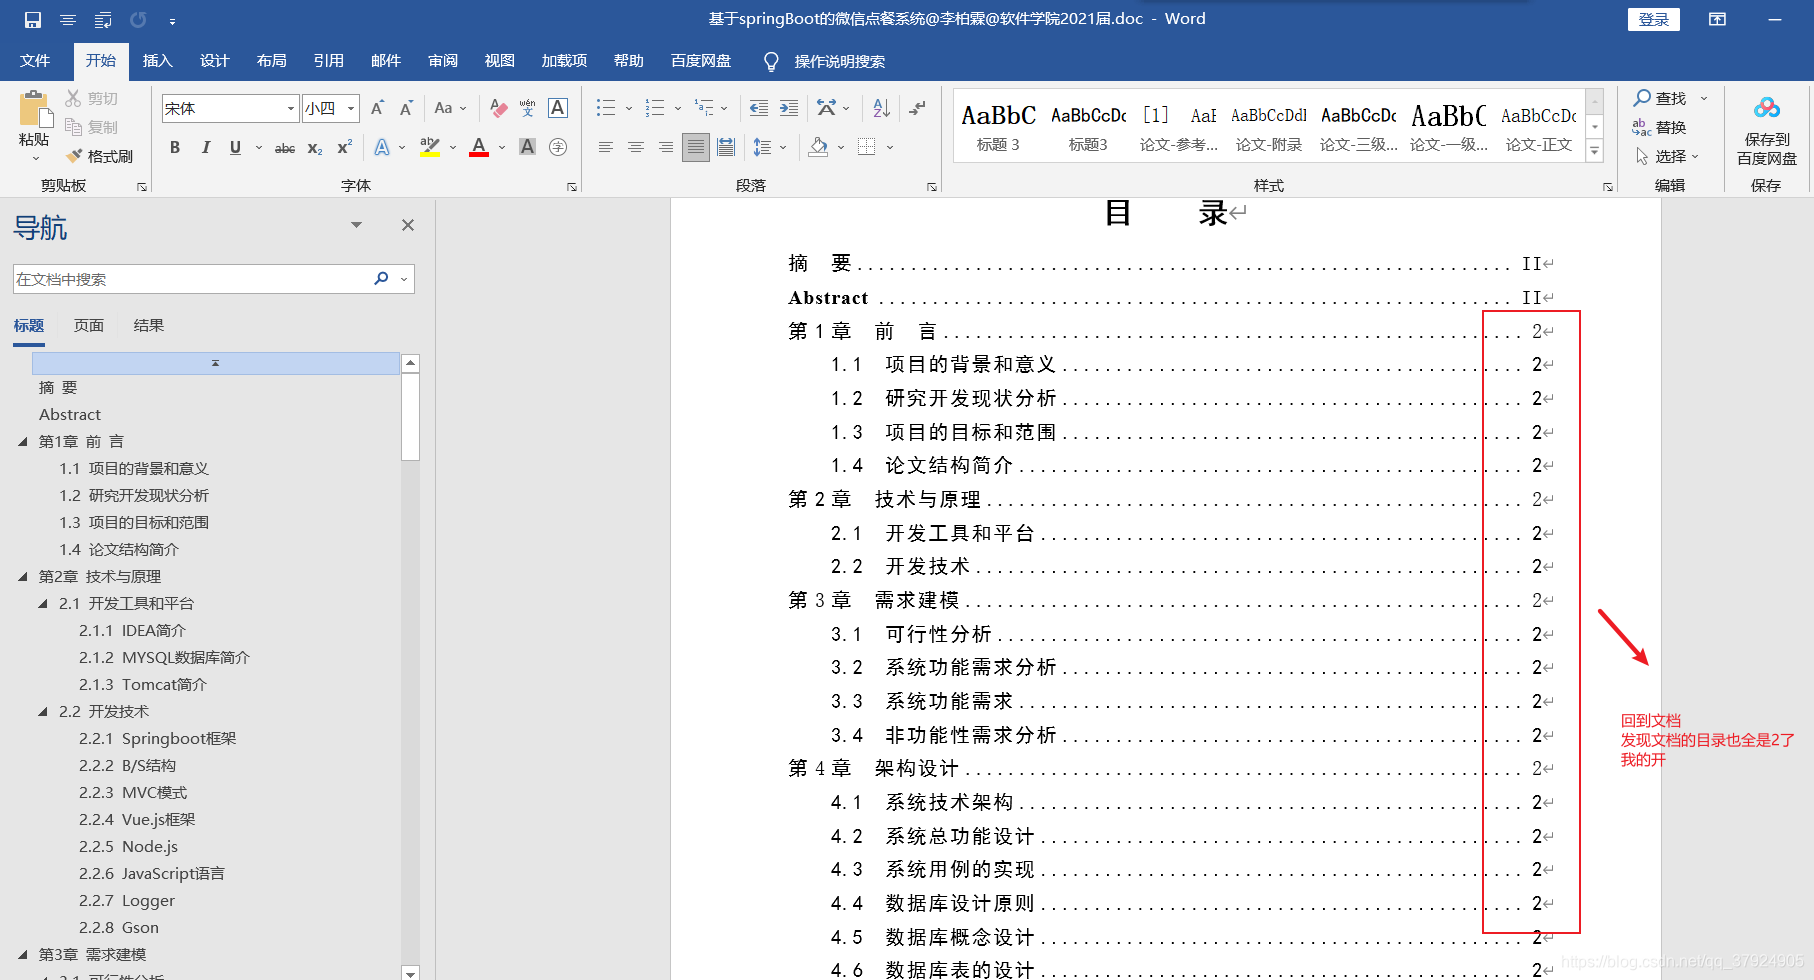 基于springBoot的微信点餐系统@李柏霖@软件学院2021届.doc - Word
登录
文件 开始 插入 设计 布局 引用 邮件 审阅 视图 加载项 帮助 百度网盘 操作说明搜索
粘贴
剪切
复制
格式刷
剪贴板
宋体 小四
字体
段落
AaBbC AaBbCcDc [1] AaI AaBbCcDdI AaBbCcDc AaBbC AaBbCcDc
标题 3 标题3 论文-参考... 论文-附录 论文-三级... 论文-一级... 论文-正文
样式
查找
替换
选择
编辑
保存到
百度网盘
保存
导航
在文档中搜索
标题 页面 结果
摘 要
Abstract
第1章 前 言
1.1 项目的背景和意义
1.2 研究开发现状分析
1.3 项目的目标和范围
1.4 论文结构简介
第2章 技术与原理
2.1 开发工具和平台
2.1.1 IDEA简介
2.1.2 MYSQL数据库简介
2.1.3 Tomcat简介
2.2 开发技术
2.2.1 Springboot框架
2.2.2 B/S结构
2.2.3 MVC模式
2.2.4 Vue.js框架
2.2.5 Node.js
2.2.6 JavaScript语言
2.2.7 Logger
2.2.8 Gson
第3章 需求建模
3.1 可行性分析
目 录
摘 要 II
Abstract II
第1章 前 言 2
1.1 项目的背景和意义 2
1.2 研究开发现状分析 2
1.3 项目的目标和范围 2
1.4 论文结构简介 2
第2章 技术与原理 2
2.1 开发工具和平台 2
2.2 开发技术 2
第3章 需求建模 2
3.1 可行性分析 2
3.2 系统功能需求分析 2
3.3 系统功能需求 2
3.4 非功能性需求分析 2
第4章 架构设计 2
4.1 系统技术架构 2
4.2 系统总功能设计 2
4.3 系统用例的实现 2
4.4 数据库设计原则 2
4.5 数据库概念设计 2
4.6 数据库表的设计 2
回到文档
发现文档的目录也全是2了
我的开
https://blog.csdn.net/qq_37924905